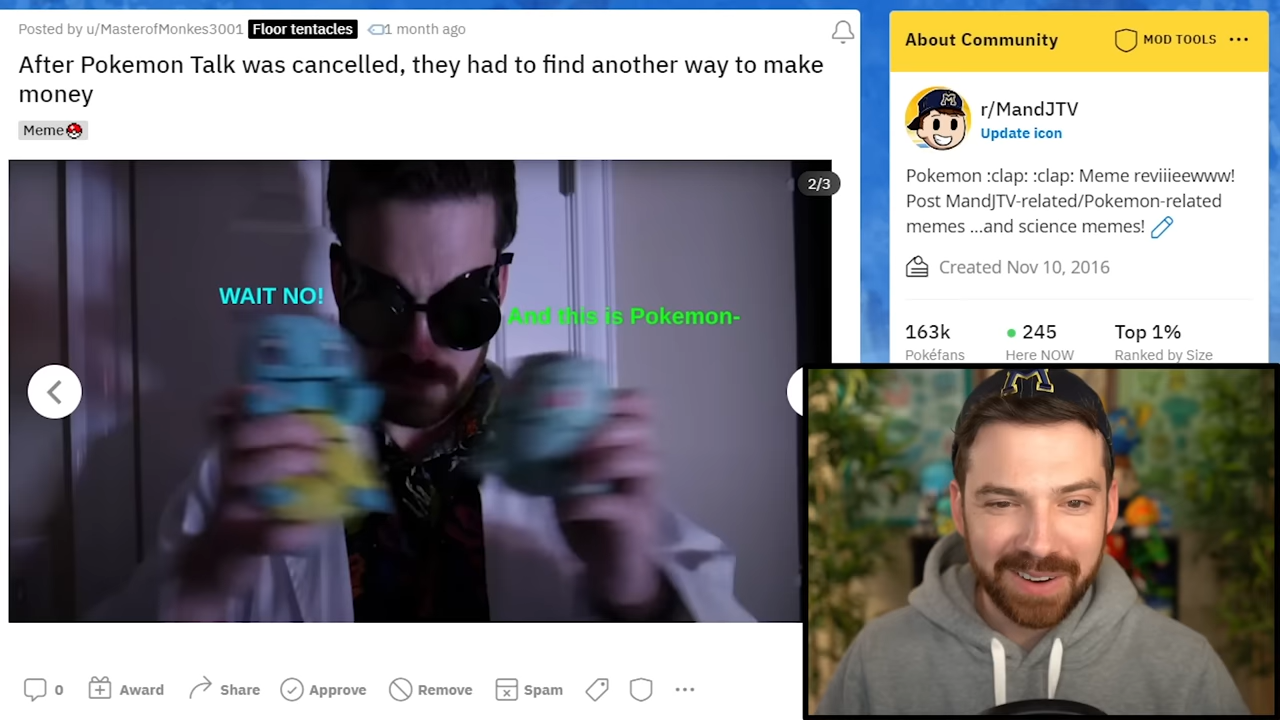 Posted by u/MasterofMonkes3001 Floor tentacles 1 month ago
After Pokemon Talk was cancelled, they had to find another way to make
money
Meme
2/3
WAIT NO!
And this is Pokemon-
0 Award Share Approve Remove Spam
About Community
MOD TOOLS
M
r/MandJTV
Update icon
Pokemon :clap: :clap: Meme reviiieewww!
Post MandJTV-related/Pokemon-related
memes ...and science memes!
Created Nov 10, 2016
163k 245 Top 1%
Pokéfans Here NOW Ranked by Size
M